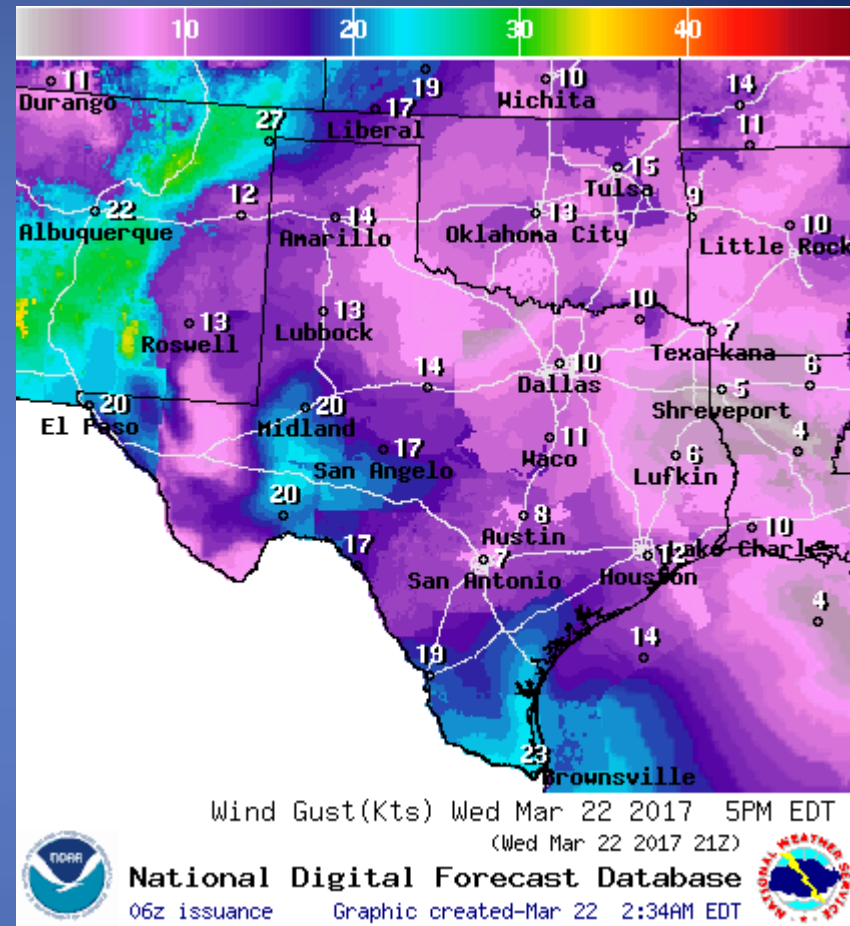 10 20 30 40
11
Durango
19
10
Wichita
14
17
Liberal
27
11
15
Tulsa
12
22
Albuquerque
14
Amarillo
13
Oklahoma City
9
10
Little Rock
13
Roswell
13
Lubbock
10
7
Texarkana
14
10
Dallas
5
Shreveport
6
20
El Paso
20
Midland
17
San Angelo
11
Waco
6
Lufkin
4
20
8
Austin
10
Lake Charle
17
7
San Antonio
12
Houston
4
14
19
23
Brownsville
Wind Gust(Kts) Wed Mar 22 2017 5PM EDT
(Wed Mar 22 2017 21Z)
National Digital Forecast Database
06z issuance Graphic created-Mar 22 2:34AM EDT
NOAA
NATIONAL WEATHER SERVICE